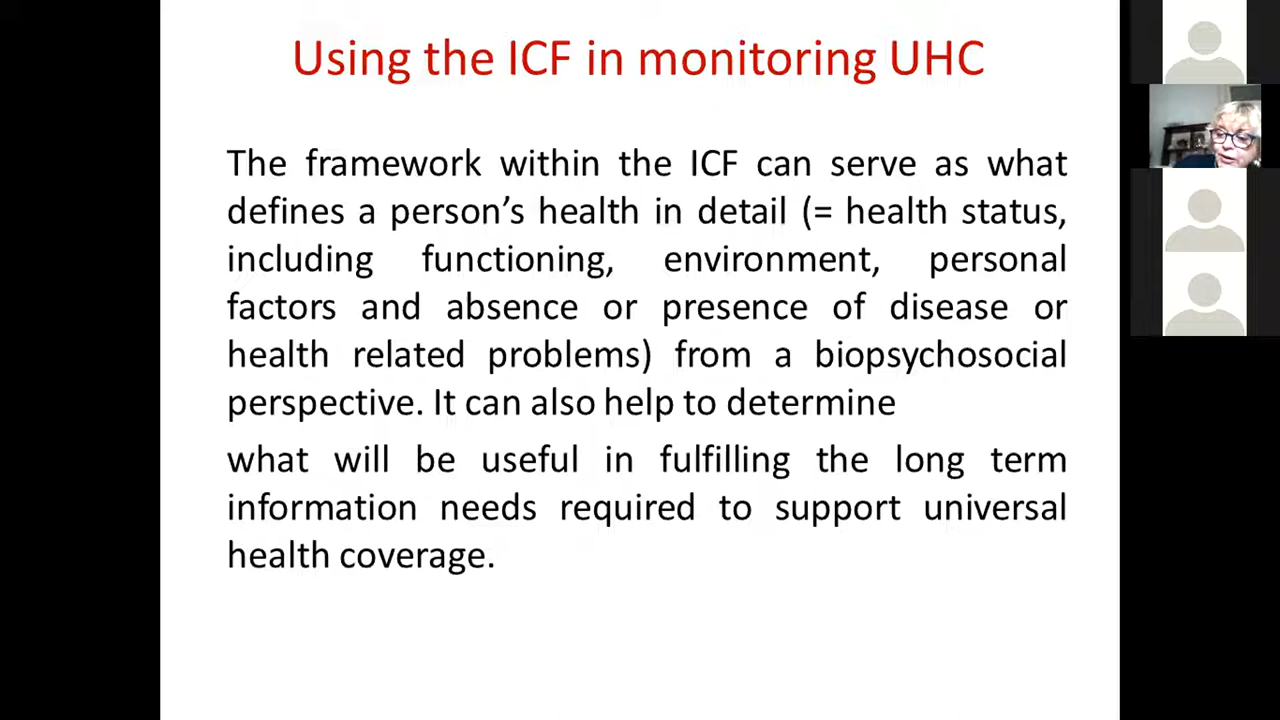 Using the ICF in monitoring UHC
The framework within the ICF can serve as what
defines a person’s health in detail (= health status,
including functioning, environment, personal
factors and absence or presence of disease or
health related problems) from a biopsychosocial
perspective. It can also help to determine
what will be useful in fulfilling the long term
information needs required to support universal
health coverage.